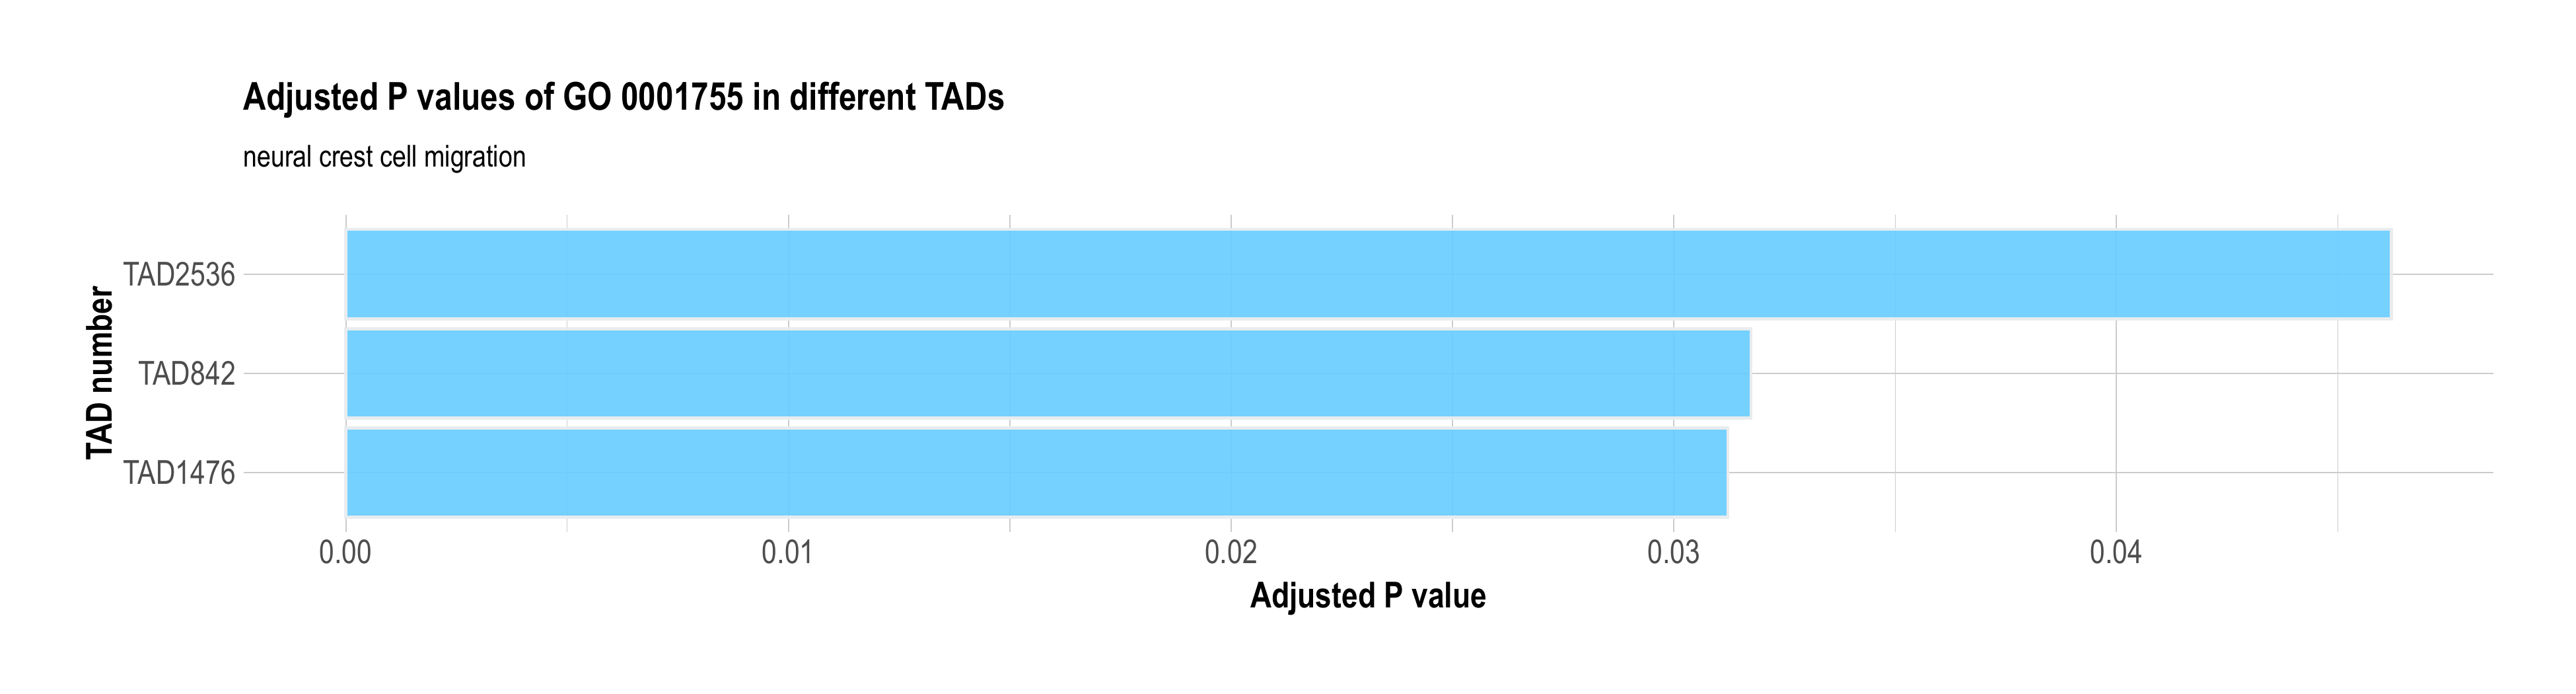 Adjusted P values of GO 0001755 in different TADs
neural crest cell migration
TAD number
TAD2536
TAD842
TAD1476
0.00 0.01 0.02 0.03 0.04
Adjusted P value